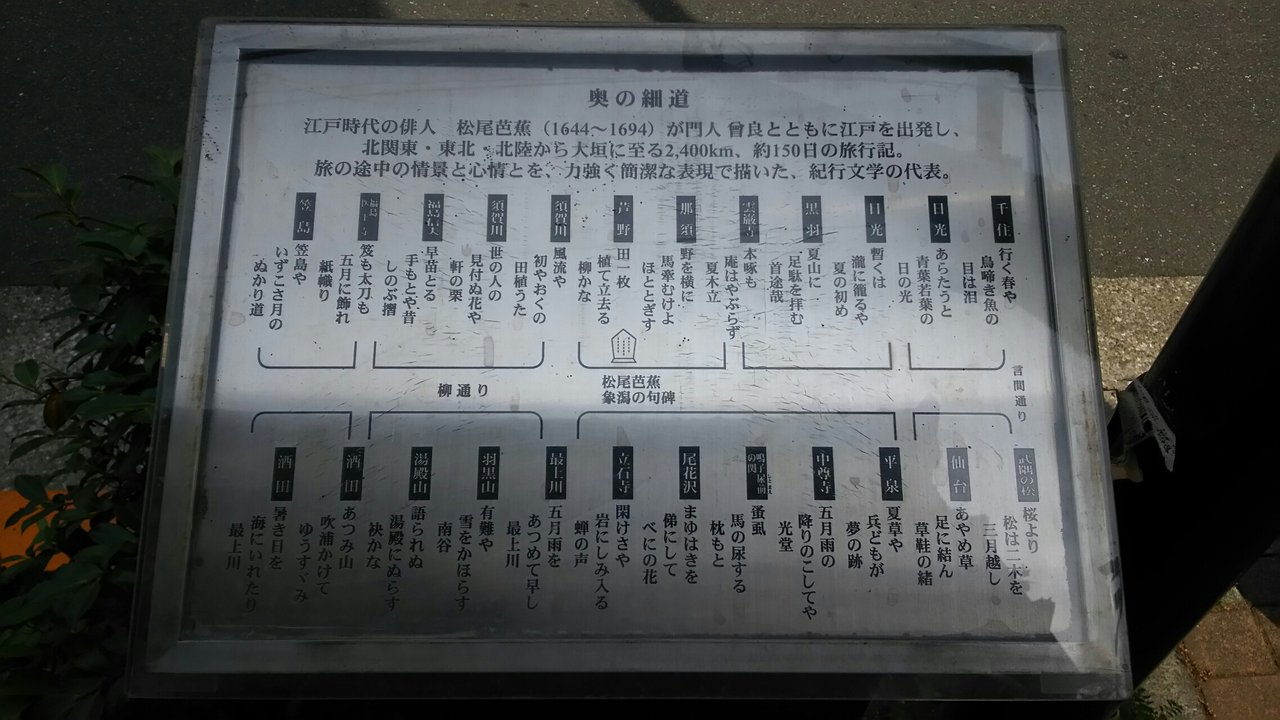 奥の細道
江戸時代の俳人　松尾芭蕉（1644～1694）が門人 曾良とともに江戸を出発し、
北関東・東北・北陸から大垣に至る2,400km、約150日の旅行記。
旅の途中の情景と心情とを、力強く簡潔な表現で描いた、紀行文学の代表。
千住
行く春や
鳥啼き魚の
目は泪
日光
あらたうと
青葉若葉の
日の光
日光
暫くは
瀧に籠るや
夏の初め
黒羽
夏山に
足駄を拝む
首途哉
雲巌寺
木啄も
庵はやぶらず
夏木立
那須
野を横に
馬牽むけよ
ほととぎす
芦野
田一枚
植て立去る
柳かな
須賀川
風流や
初やおくの
田植うた
須賀川
世の人の
見付ぬ花や
軒の栗
福島信夫
早苗とる
手もとや昔
しのぶ摺
福島
笈も太刀も
五月に飾れ
紙幟り
笠島
笠島や
いずこさ月の
ぬかり道
言問通り
松尾芭蕉
象潟の句碑
柳通り
武隈の松
桜より
松は二木を
三月越し
仙台
あやめ草
足に結ん
草鞋の緒
平泉
夏草や
兵どもが
夢の跡
中尊寺
五月雨の
降りのこしてや
光堂
鳴子
の関
蚤虱
馬の尿する
枕もと
尾花沢
まゆはきを
俤にして
べにの花
立石寺
閑けさや
岩にしみ入る
蝉の声
最上川
五月雨を
あつめて早し
最上川
羽黒山
有難や
雪をかほらす
南谷
湯殿山
語られぬ
湯殿にぬらす
袂かな
酒田
あつみ山
吹浦かけて
ゆうすゞみ
酒田
暑き日を
海にいれたり
最上川